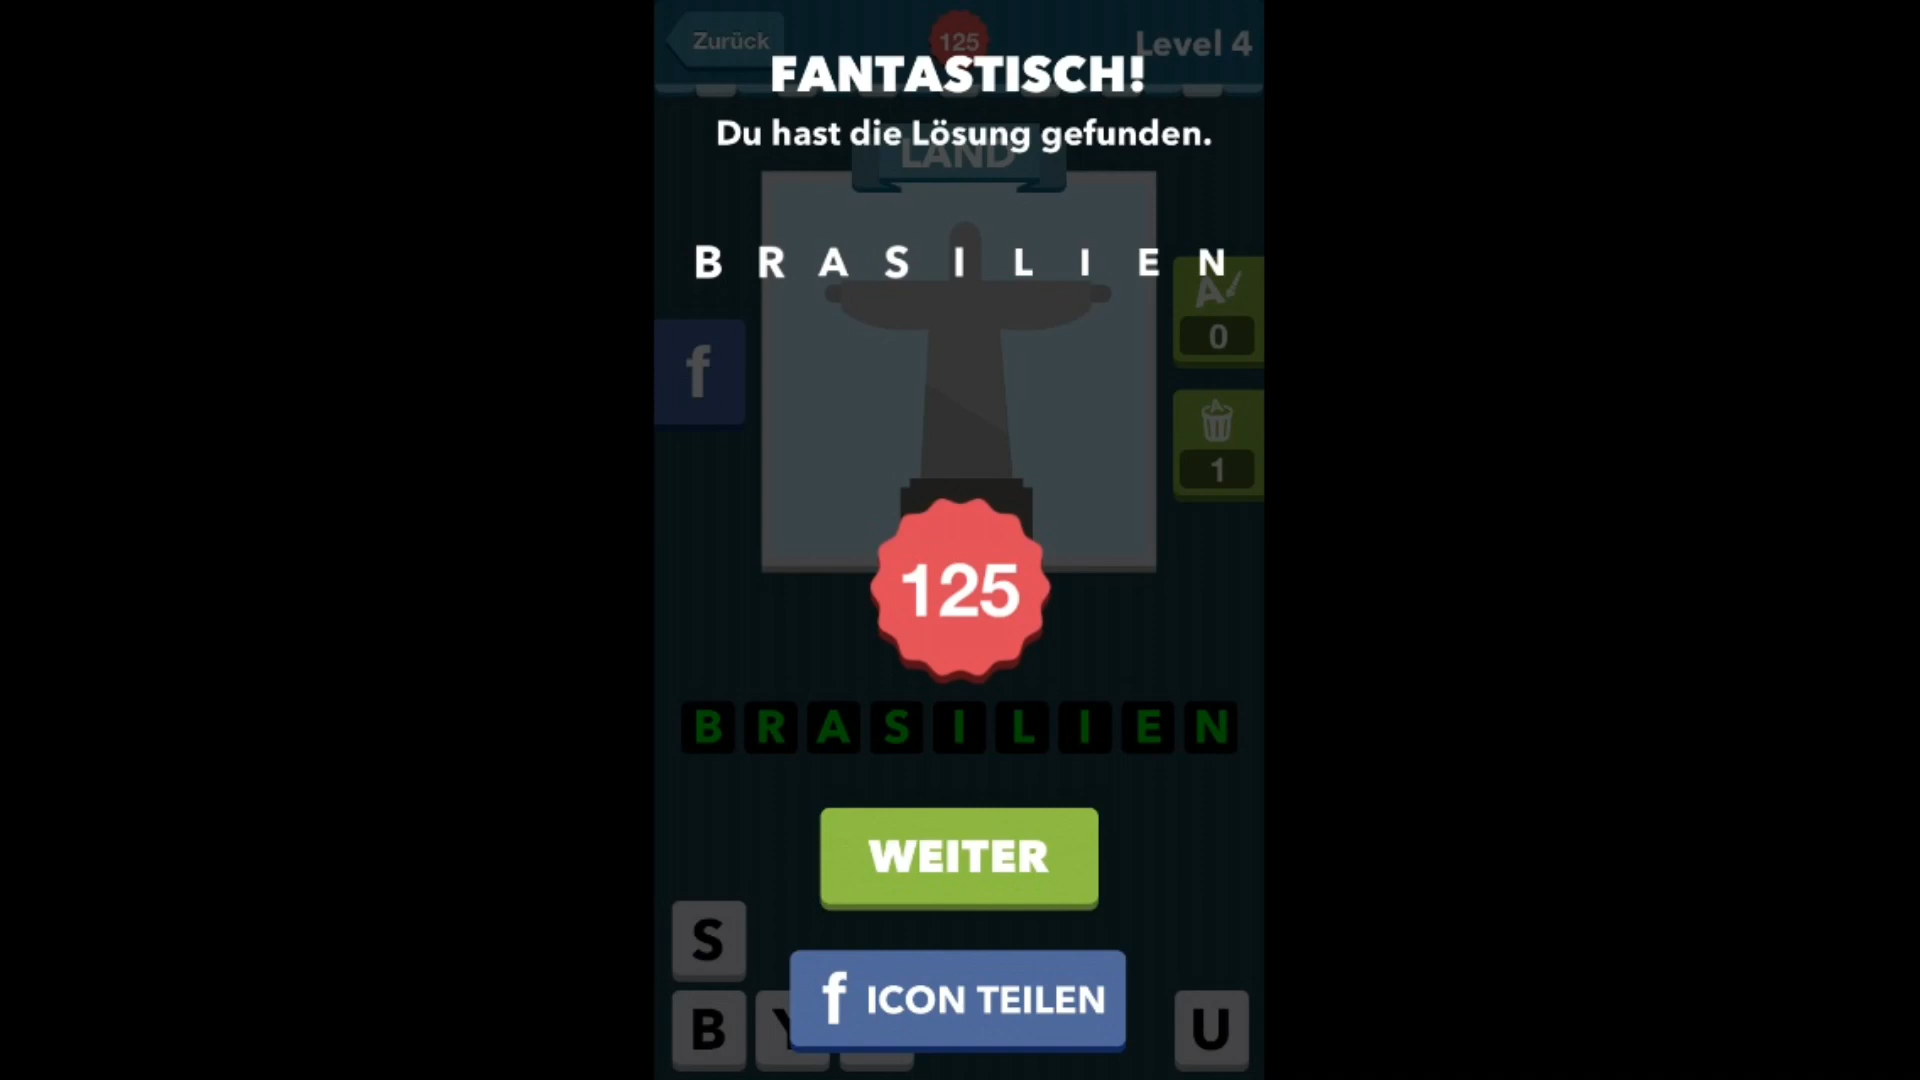 Zurück
125
Level 4
FANTASTISCH!
Du hast die Lösung gefunden.
LAND
B R A S I L I E N
A
0
f
A
1
125
B R A S I L I E N
WEITER
S
f ICON TEILEN
B Y U